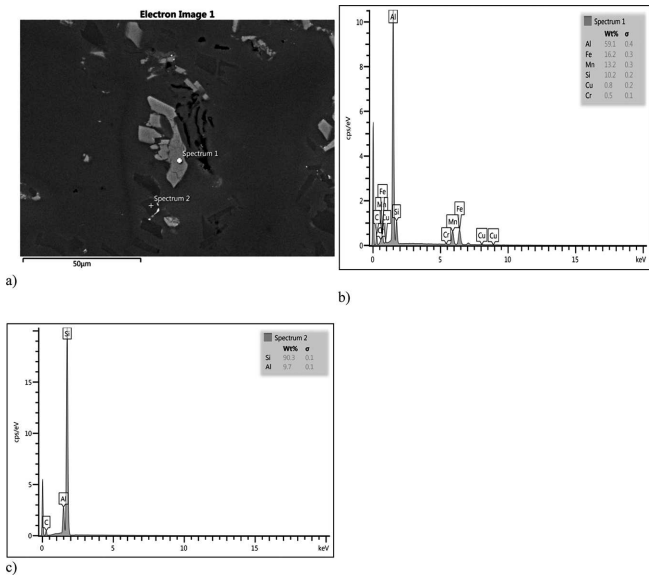 Electron Image 1
Spectrum 1
Spectrum 2
50µm
a)
cps/eV
10
8
6
4
2
0
Al
Fe
Mn
C
Cr
Cu
Si
Cr
Mn
Fe
Cu
Cu
0
5
10
15
keV
Spectrum 1
Wt% σ
Al 59.1 0.4
Fe 16.2 0.3
Mn 13.2 0.3
Si 10.2 0.2
Cu 0.8 0.2
Cr 0.5 0.1
b)
cps/eV
15
10
5
0
Si
Al
C
0
5
10
15
keV
Spectrum 2
Wt% σ
Si 90.3 0.1
Al 9.7 0.1
c)